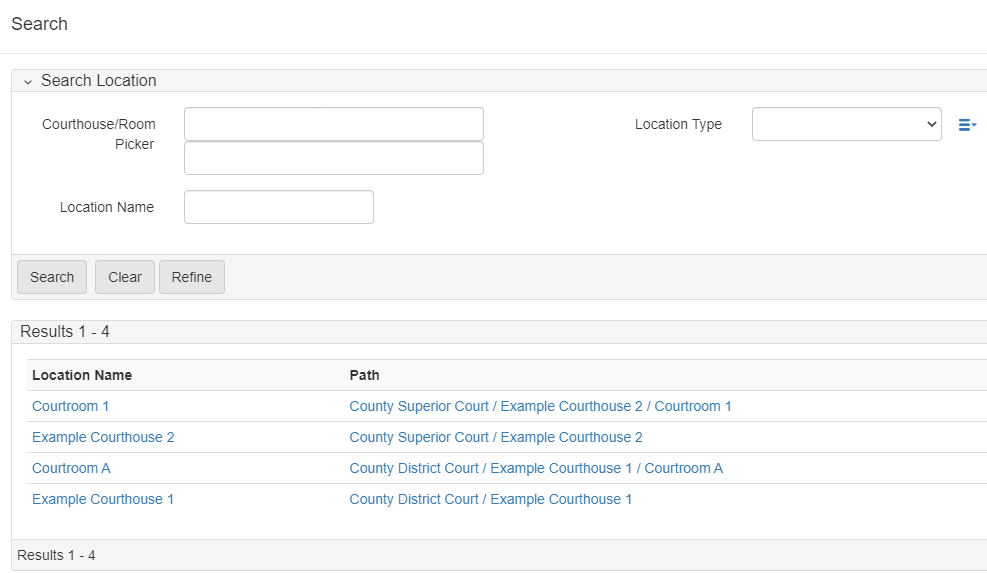 Search
Search Location
Courthouse/Room Picker
Location Type
Location Name
Search Clear Refine
Results 1 - 4
Location Name Path
Courtroom 1 County Superior Court / Example Courthouse 2 / Courtroom 1
Example Courthouse 2 County Superior Court / Example Courthouse 2
Courtroom A County District Court / Example Courthouse 1 / Courtroom A
Example Courthouse 1 County District Court / Example Courthouse 1
Results 1 - 4